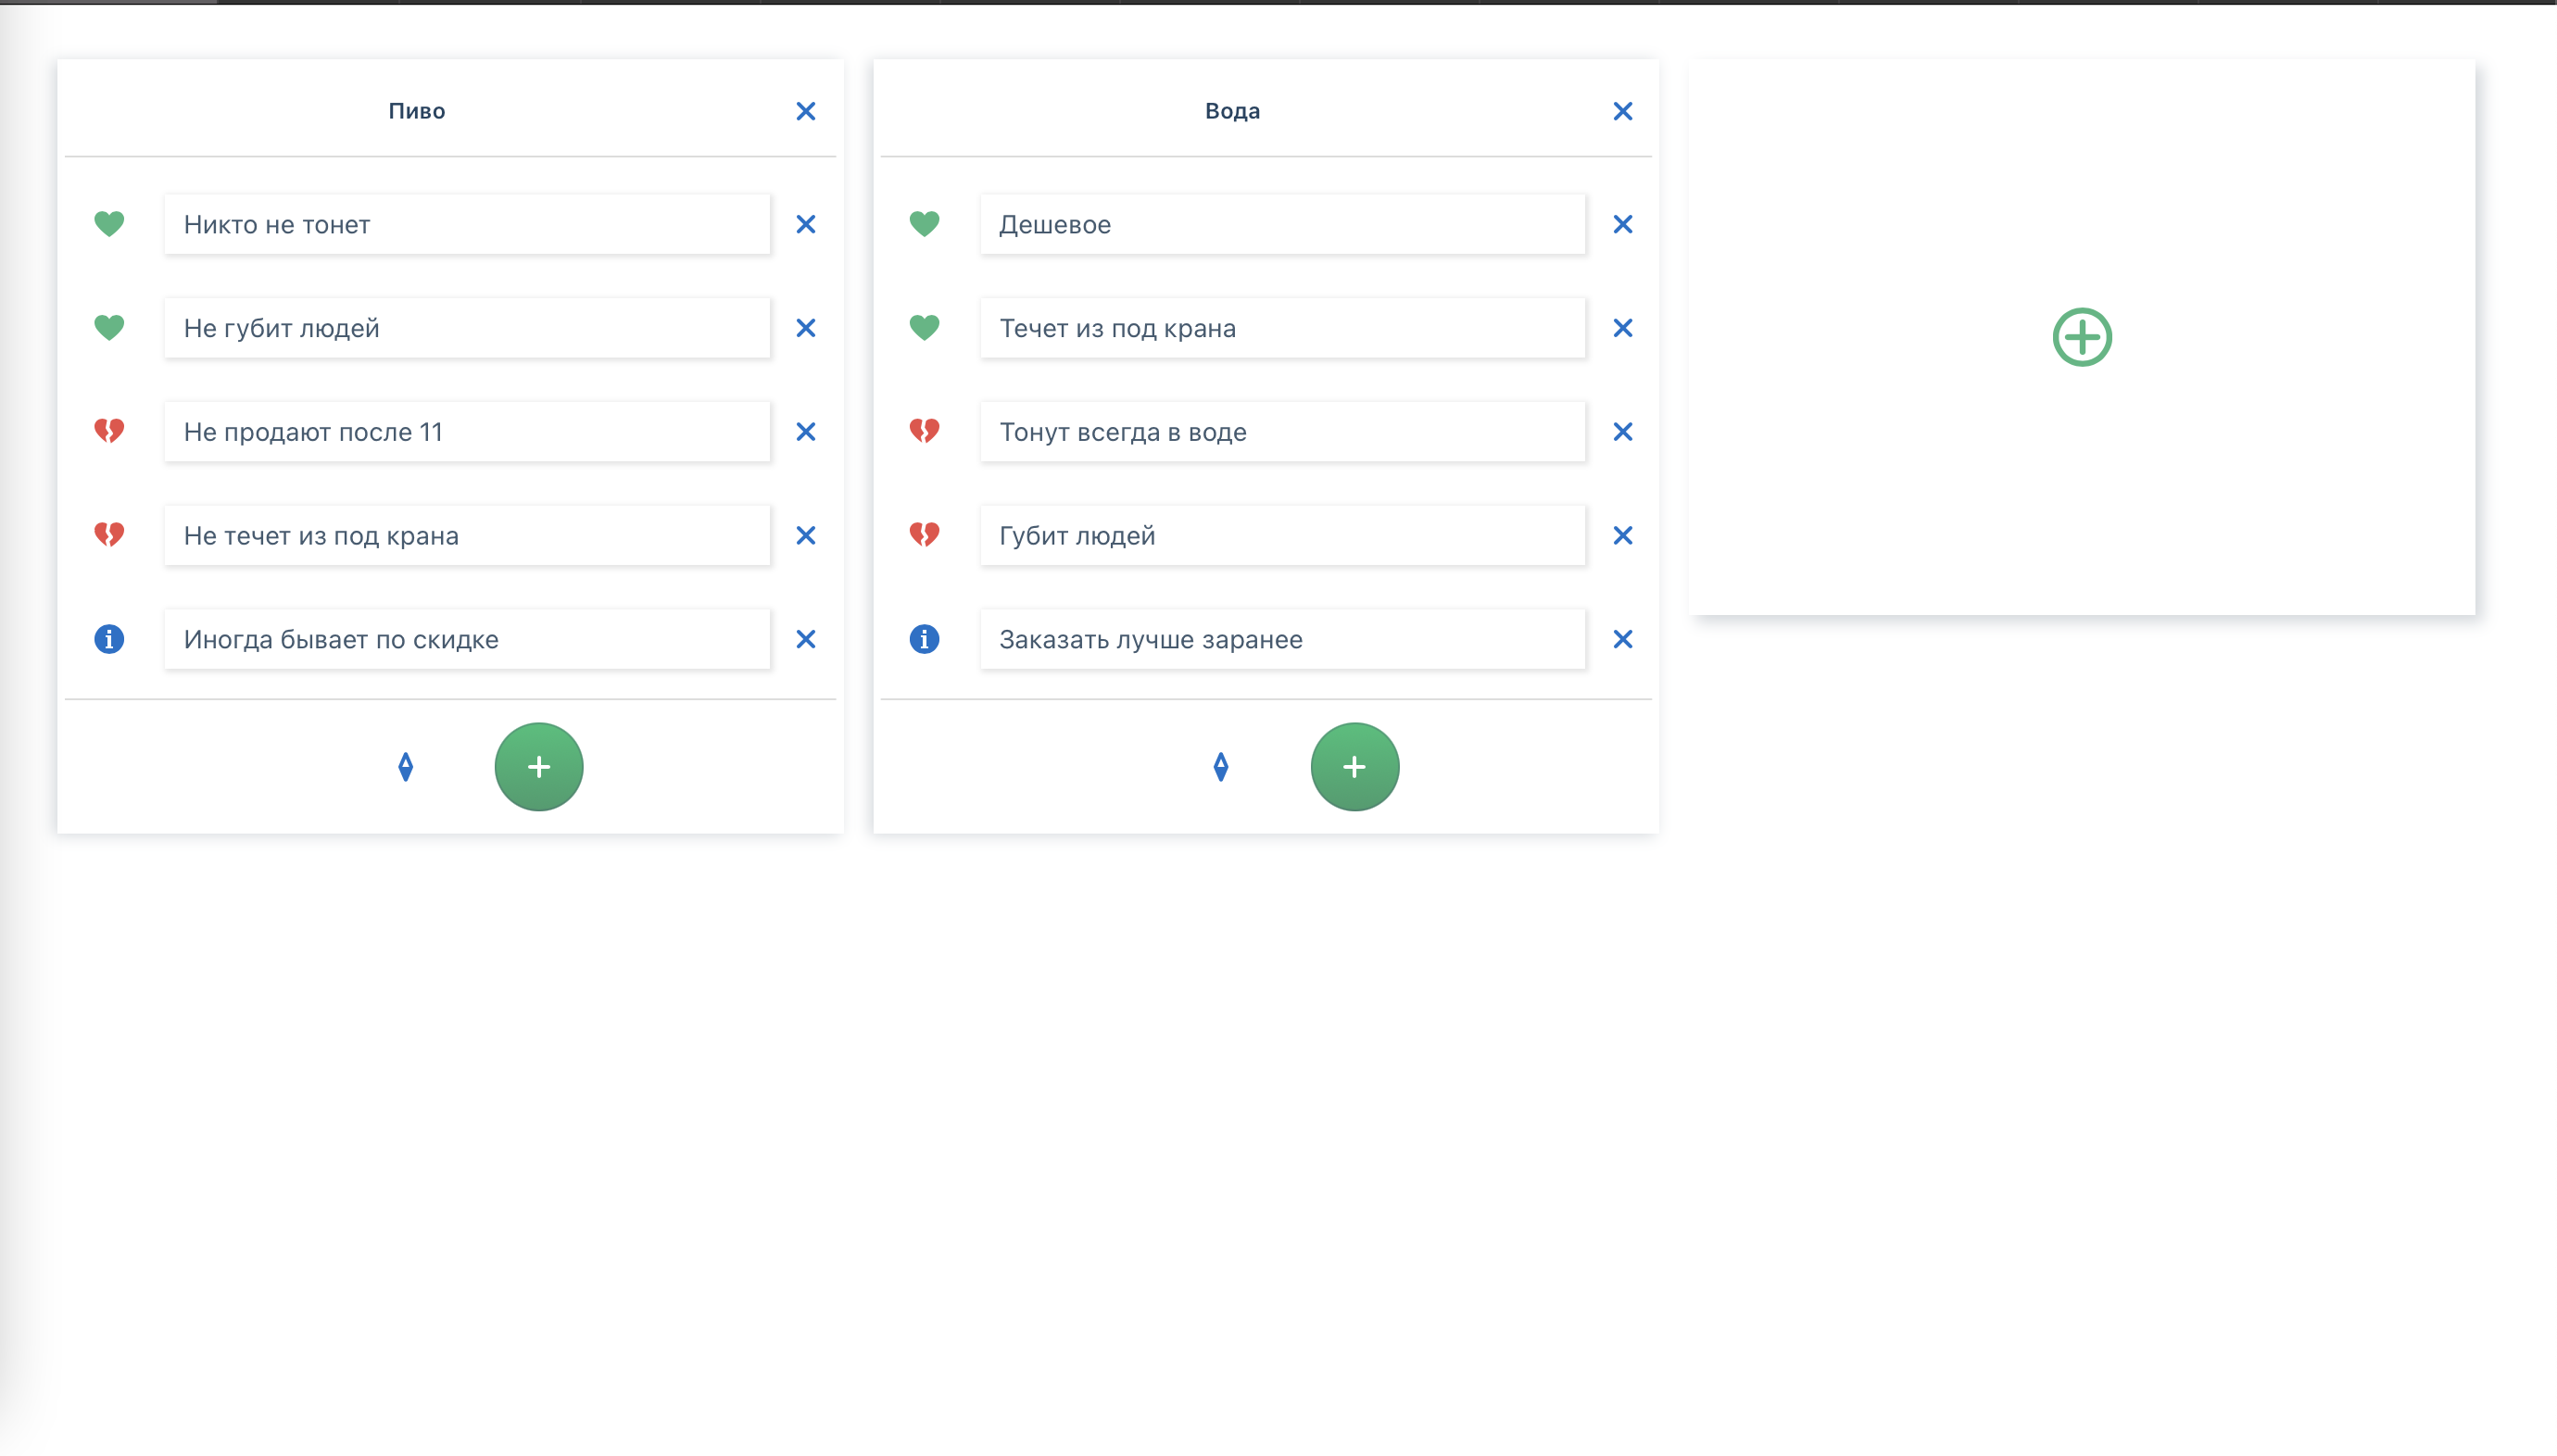 Пиво
Никто не тонет
Не губит людей
Не продают после 11
Не течет из под крана
Иногда бывает по скидке
Вода
Дешевое
Течет из под крана
Тонут всегда в воде
Губит людей
Заказать лучше заранее